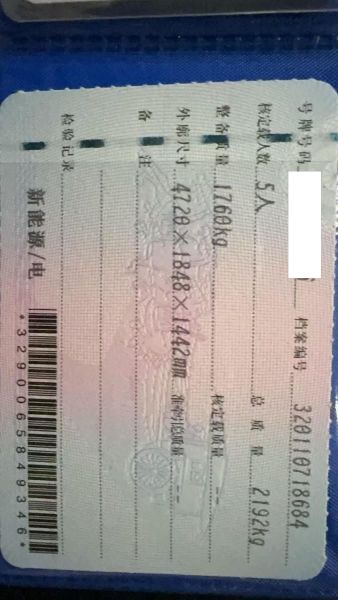 号牌号码 档案编号 320110718684
核定载人数 5人 总质量 2192kg
整备质量 1760kg 核定载质量 --
外廓尺寸 4720×1848×1442mm 准牵引总质量 --
备注
检验记录
新能源/电
*3290065849346*